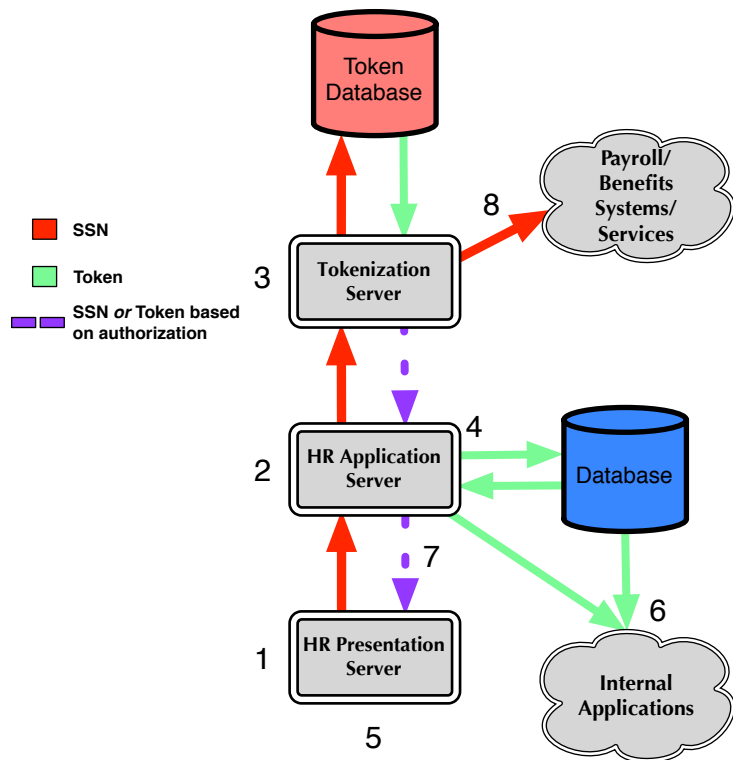 Token
Database
8
Payroll/
Benefits
Systems/
Services
SSN
Token
SSN or Token based
on authorization
3
Tokenization
Server
4
2
HR Application
Server
Database
7
6
1
HR Presentation
Server
Internal
Applications
5